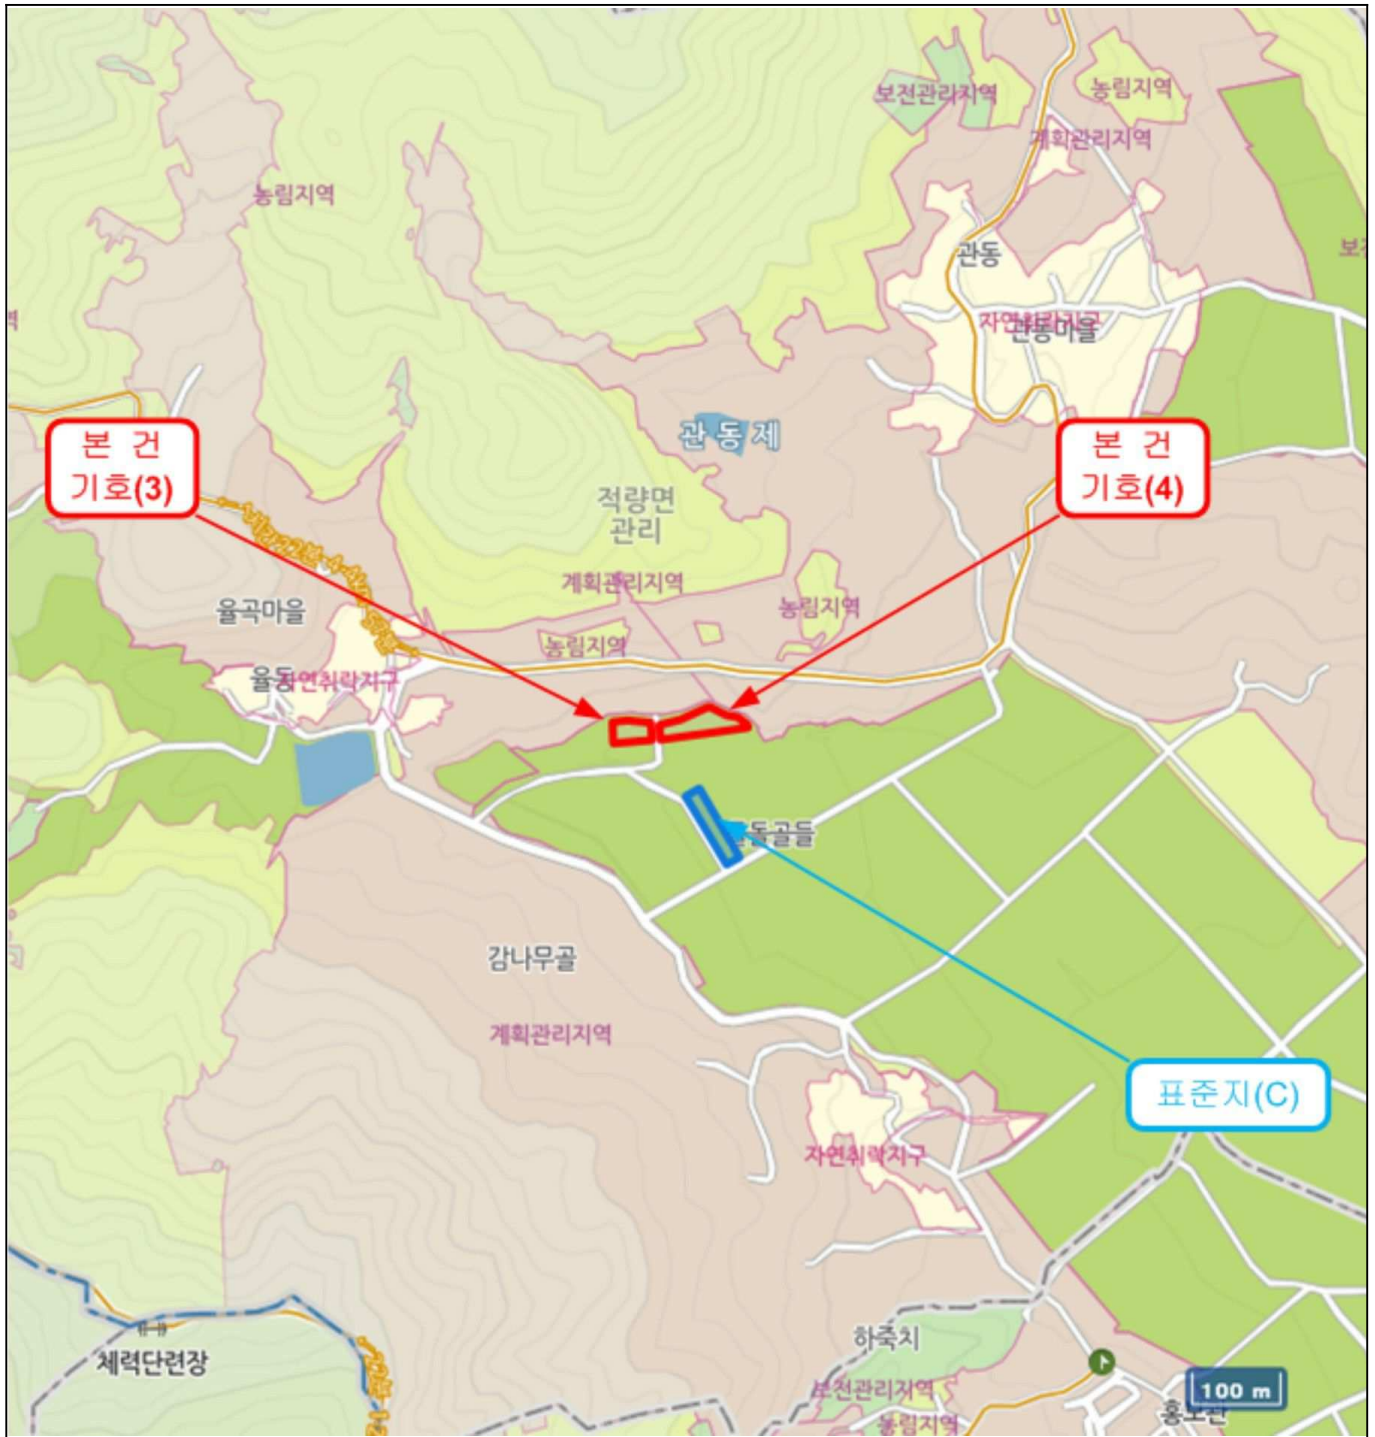 보전관리지역
농림지역
계획관리지역
농림지역
관동
자연취락지구
관동마을
관동제
본 건
기호(3)
본 건
기호(4)
적량면
관리
계획관리지역
농림지역
율곡마을
농림지역
율동
자연취락지구
감나무골
계획관리지역
표준지(C)
자연취락지구
하죽치
체력단련장
보전관리지역
농림지역
100 m
홍보관